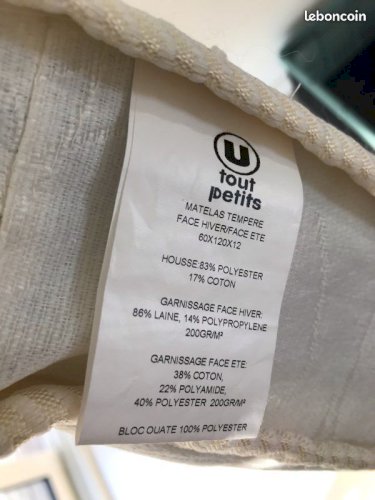 leboncoin
U
tout
petits
MATELAS TEMPERE
FACE HIVER/FACE ETE
60X120X12
HOUSSE:83% POLYESTER
17% COTON
GARNISSAGE FACE HIVER:
86% LAINE, 14% POLYPROPYLENE
200GR/M²
GARNISSAGE FACE ETE:
38% COTON,
22% POLYAMIDE,
40% POLYESTER 200GR/M²
BLOC OUATE 100% POLYESTER